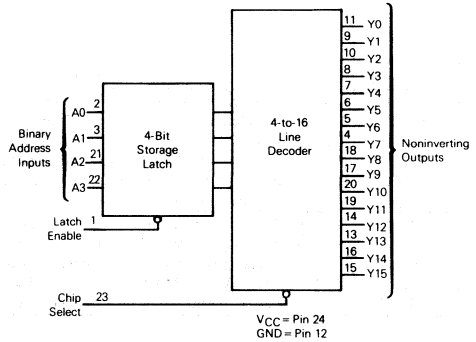 Binary
Address
Inputs
A0 2
A1 3
A2 21
A3 22
4-Bit
Storage
Latch
Latch
Enable 1
Chip
Select 23
4-to-16
Line
Decoder
11 Y0
9 Y1
10 Y2
8 Y3
7 Y4
6 Y5
5 Y6
4 Y7
18 Y8
17 Y9
20 Y10
19 Y11
14 Y12
13 Y13
16 Y14
15 Y15
Noninverting
Outputs
VCC = Pin 24
GND = Pin 12